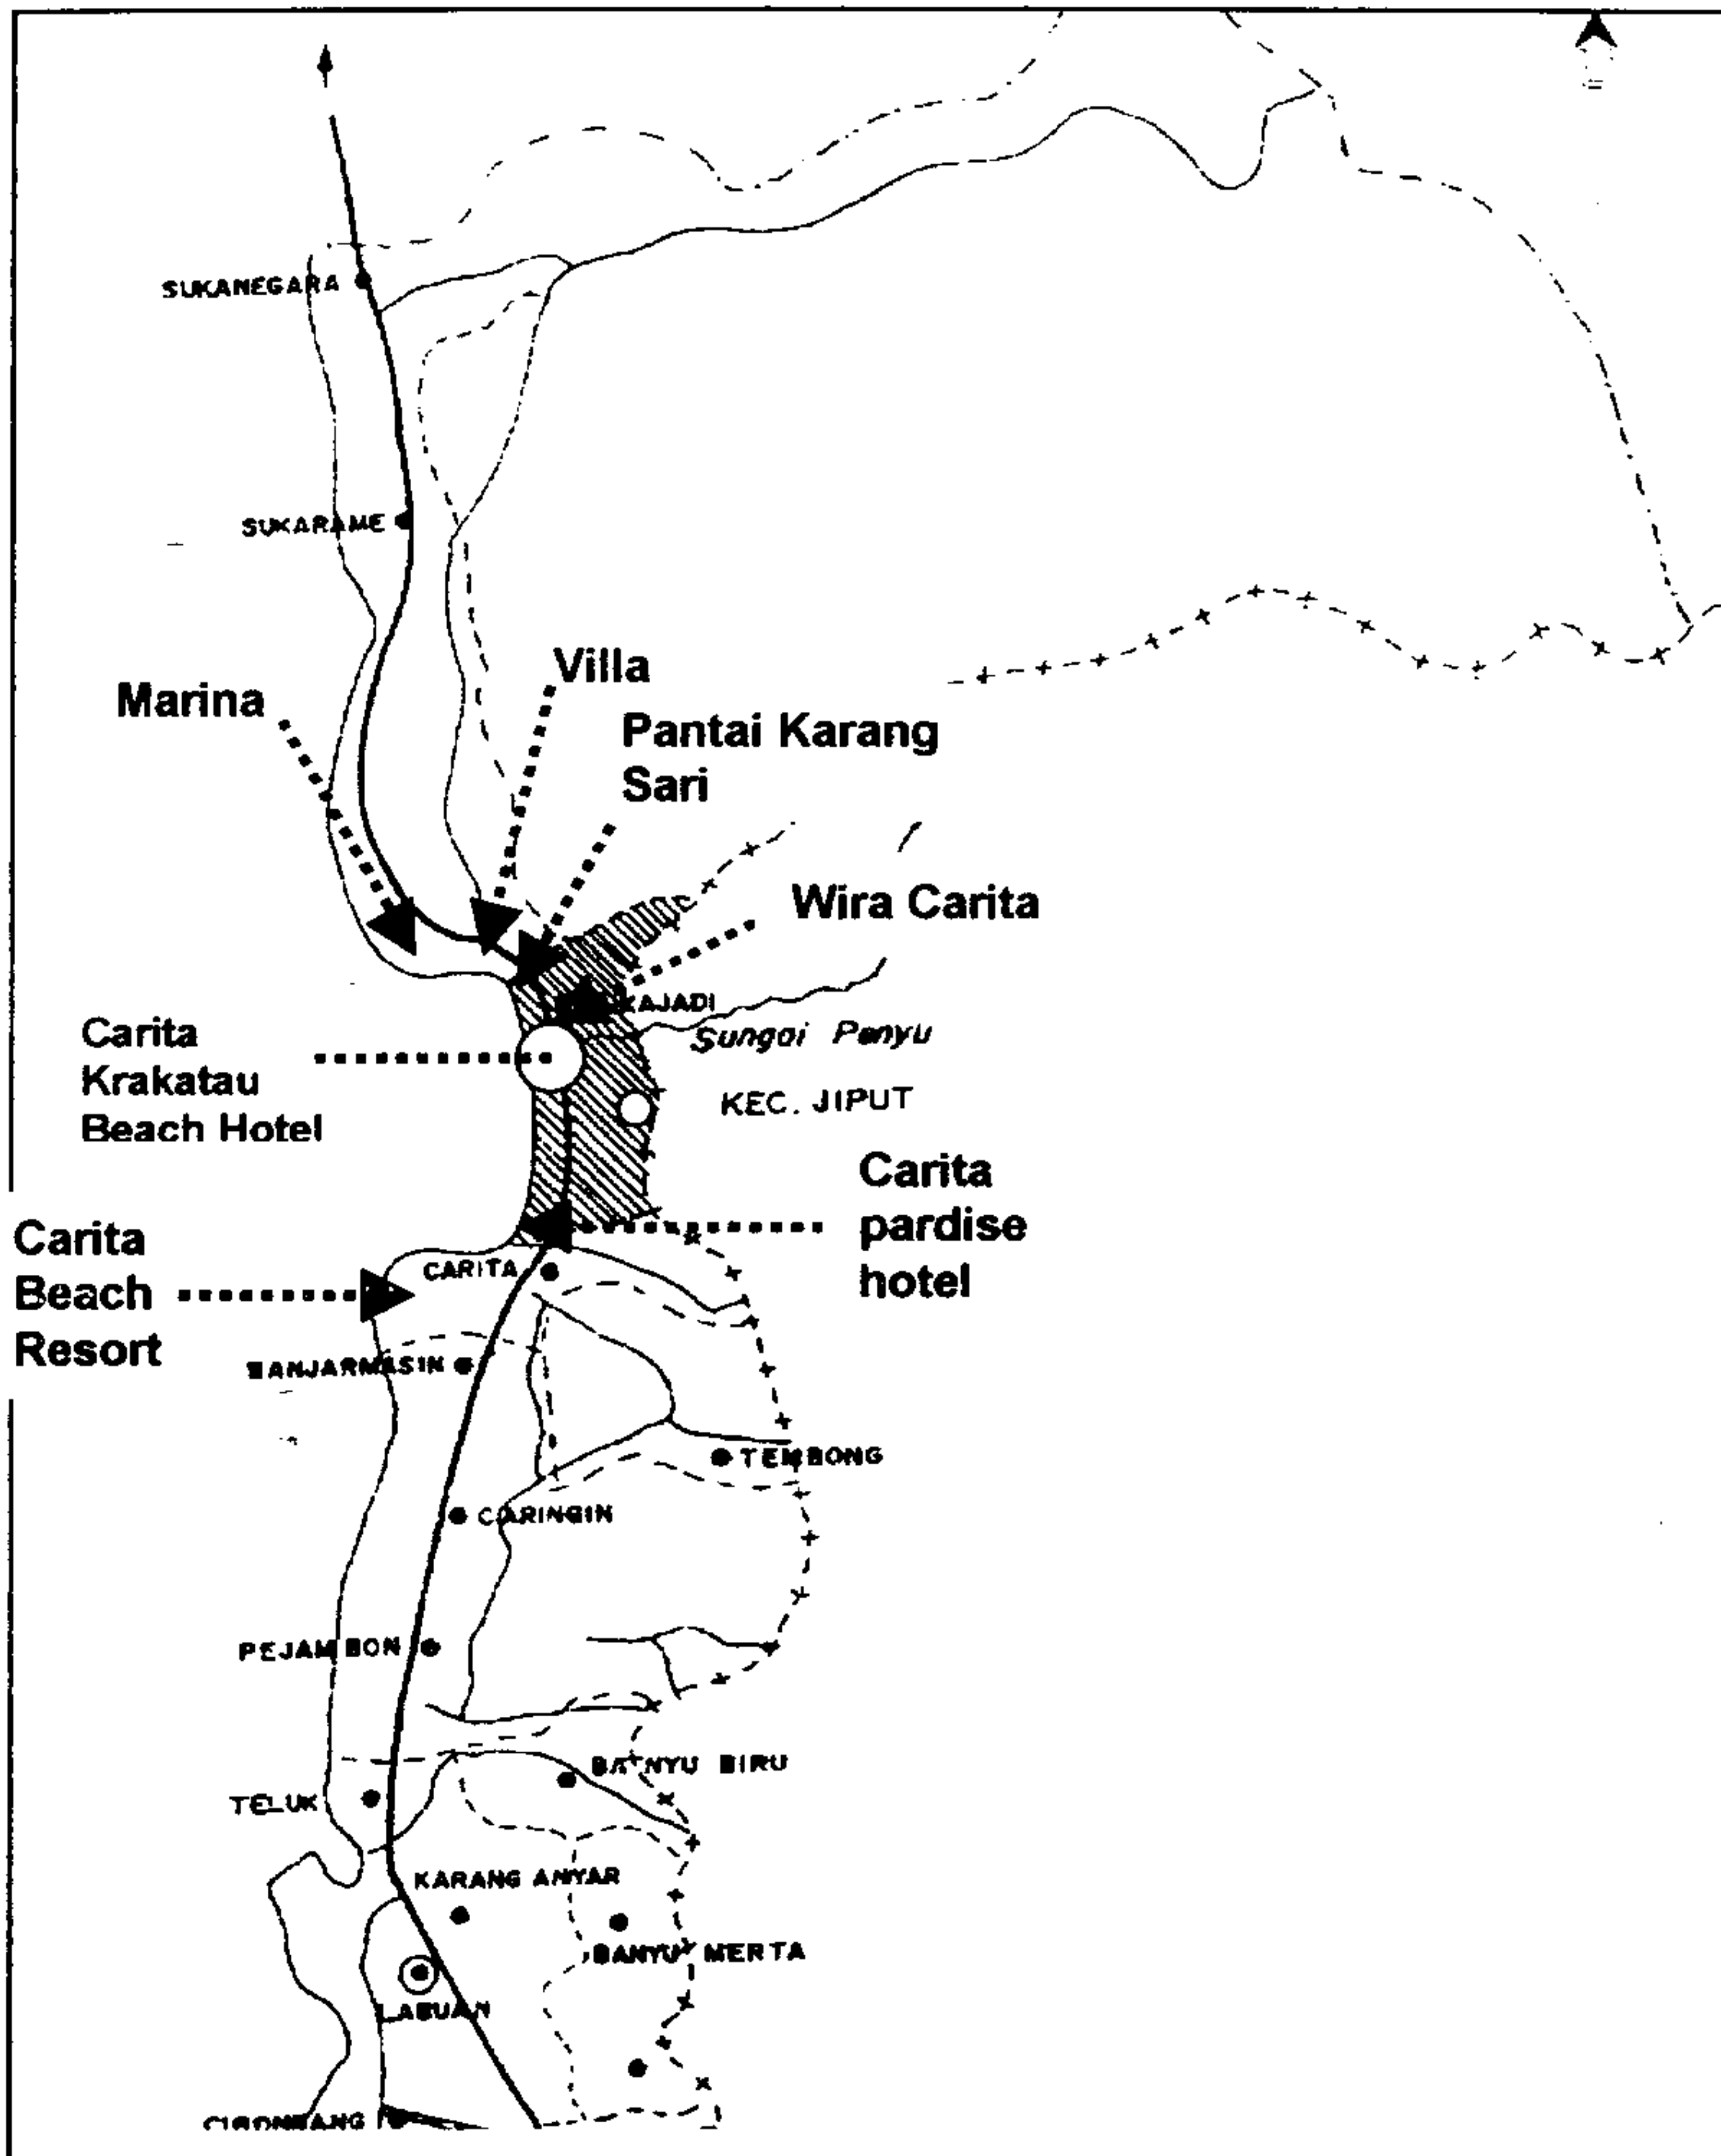 SUKANEGARA
SUKARAME
Villa
Marina
Pantai Karang
Sari
Wira Carita
KAJADI
Sungai Penyu
Carita
Krakatau
Beach Hotel
KEC. JIPUT
Carita
pardise
hotel
Carita
Beach
Resort
CARITA
BANJARMASIN
TEMBONG
CARINGIN
PEJAMBON
BANYU BIRU
TELUK
KARANG ANYAR
BANYU MERTA
LABUAN